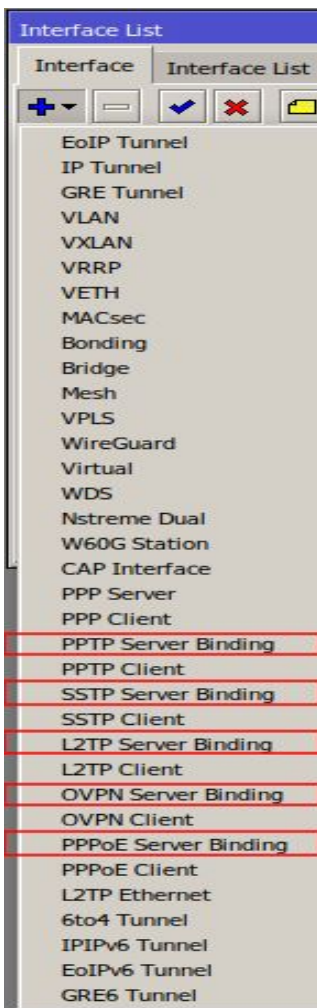 Interface List
Interface Interface List
EoIP Tunnel
IP Tunnel
GRE Tunnel
VLAN
VXLAN
VRRP
VETH
MACsec
Bonding
Bridge
Mesh
VPLS
WireGuard
Virtual
WDS
Nstreme Dual
W60G Station
CAP Interface
PPP Server
PPP Client
PPTP Server Binding
PPTP Client
SSTP Server Binding
SSTP Client
L2TP Server Binding
L2TP Client
OVPN Server Binding
OVPN Client
PPPoE Server Binding
PPPoE Client
L2TP Ethernet
6to4 Tunnel
IPIPv6 Tunnel
EoIPv6 Tunnel
GRE6 Tunnel